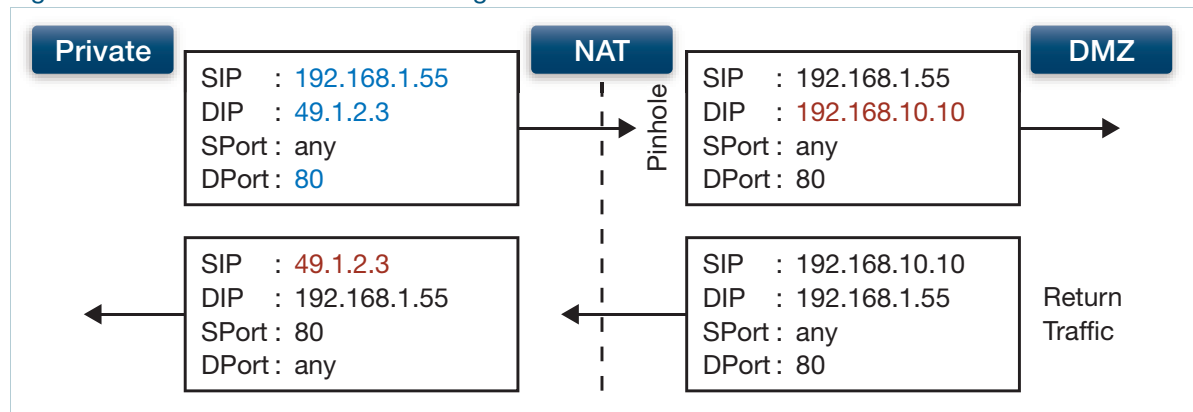 Private
NAT
DMZ
SIP : 192.168.1.55
DIP : 49.1.2.3
SPort : any
DPort : 80
Pinhole
SIP : 192.168.1.55
DIP : 192.168.10.10
SPort : any
DPort : 80
SIP : 49.1.2.3
DIP : 192.168.1.55
SPort : 80
DPort : any
SIP : 192.168.10.10
DIP : 192.168.1.55
SPort : any
DPort : 80
Return
Traffic